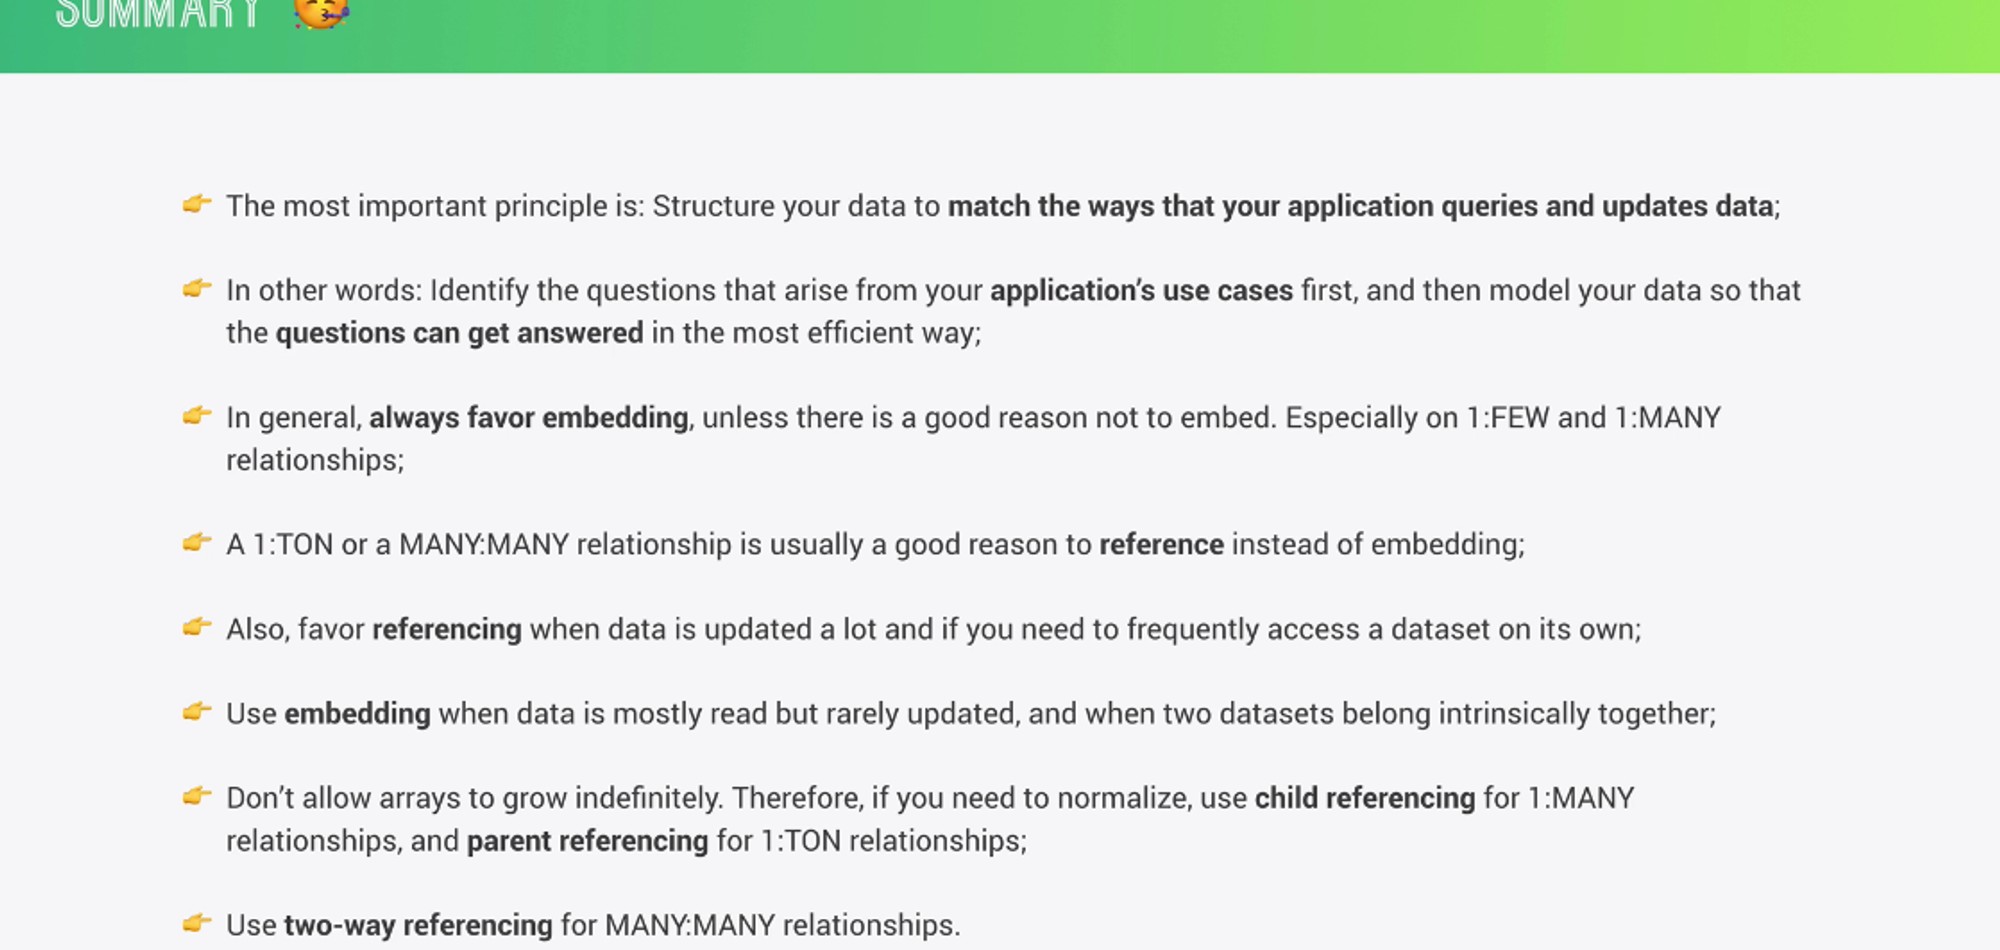 SUMMARY
The most important principle is: Structure your data to match the ways that your application queries and updates data;
In other words: Identify the questions that arise from your application's use cases first, and then model your data so that
the questions can get answered in the most efficient way;
In general, always favor embedding, unless there is a good reason not to embed. Especially on 1:FEW and 1:MANY
relationships;
A 1:TON or a MANY:MANY relationship is usually a good reason to reference instead of embedding;
Also, favor referencing when data is updated a lot and if you need to frequently access a dataset on its own;
Use embedding when data is mostly read but rarely updated, and when two datasets belong intrinsically together;
Don't allow arrays to grow indefinitely. Therefore, if you need to normalize, use child referencing for 1:MANY
relationships, and parent referencing for 1:TON relationships;
Use two-way referencing for MANY:MANY relationships.